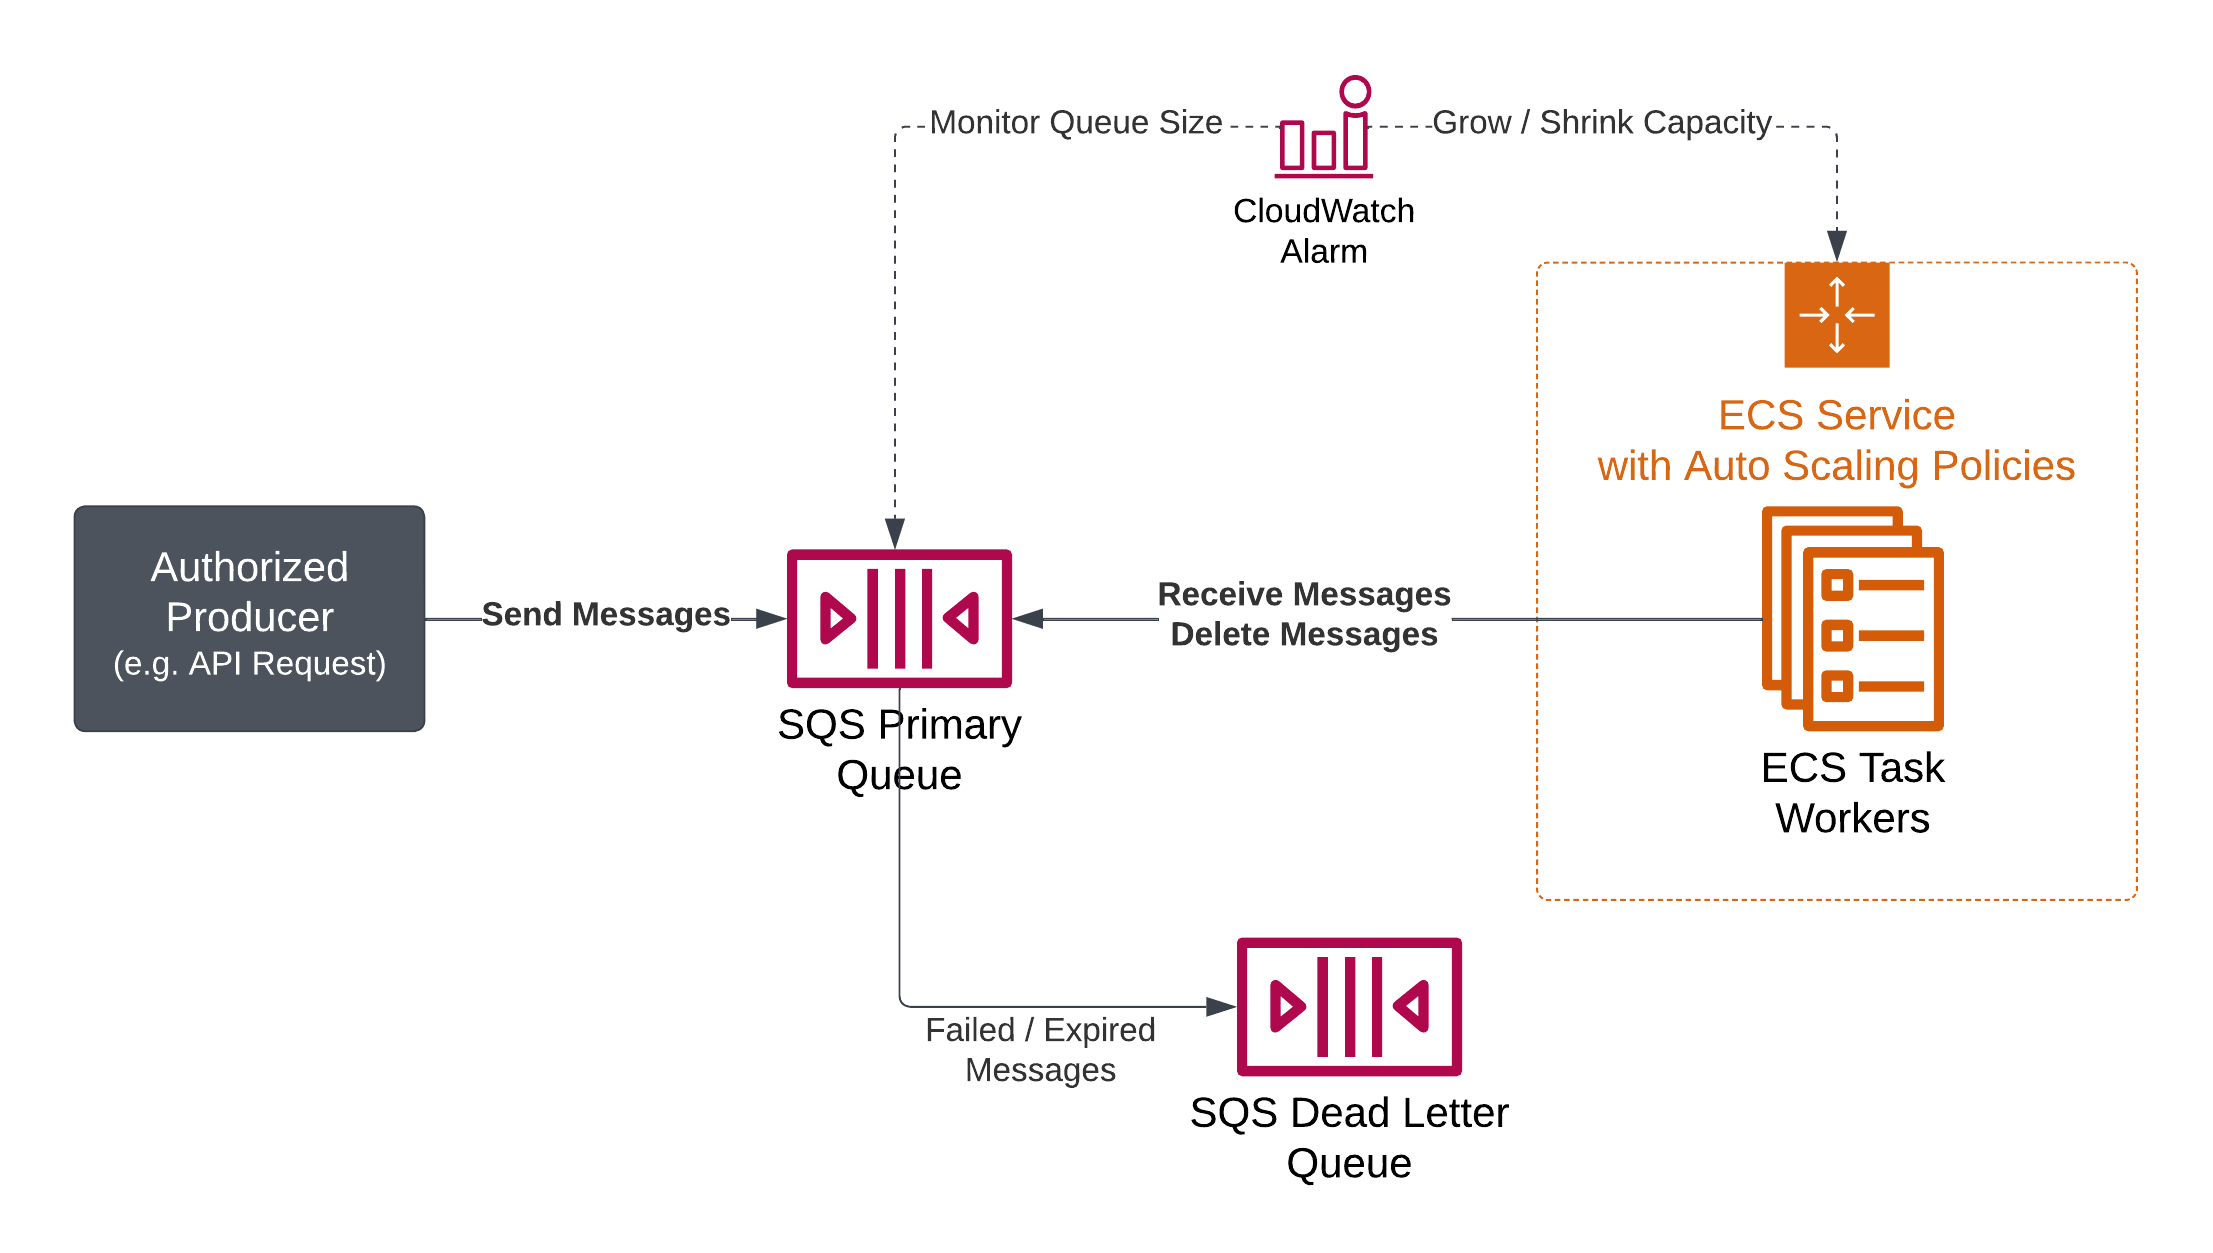 Monitor Queue Size
Grow / Shrink Capacity
CloudWatch
Alarm
ECS Service
with Auto Scaling Policies
Authorized
Producer
(e.g. API Request)
Send Messages
Receive Messages
Delete Messages
SQS Primary
Queue
ECS Task
Workers
Failed / Expired
Messages
SQS Dead Letter
Queue